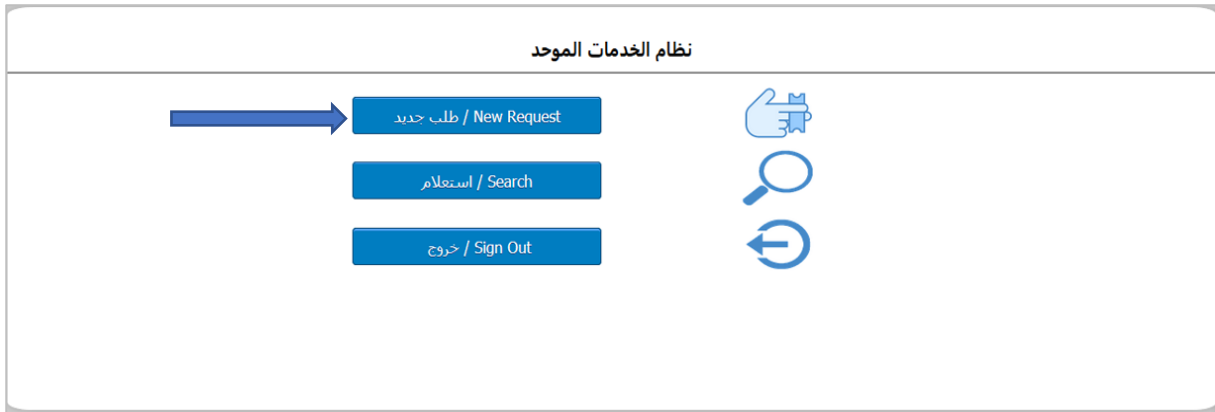 نظام الخدمات الموحد
طلب جديد / New Request
استعلام / Search
خروج / Sign Out